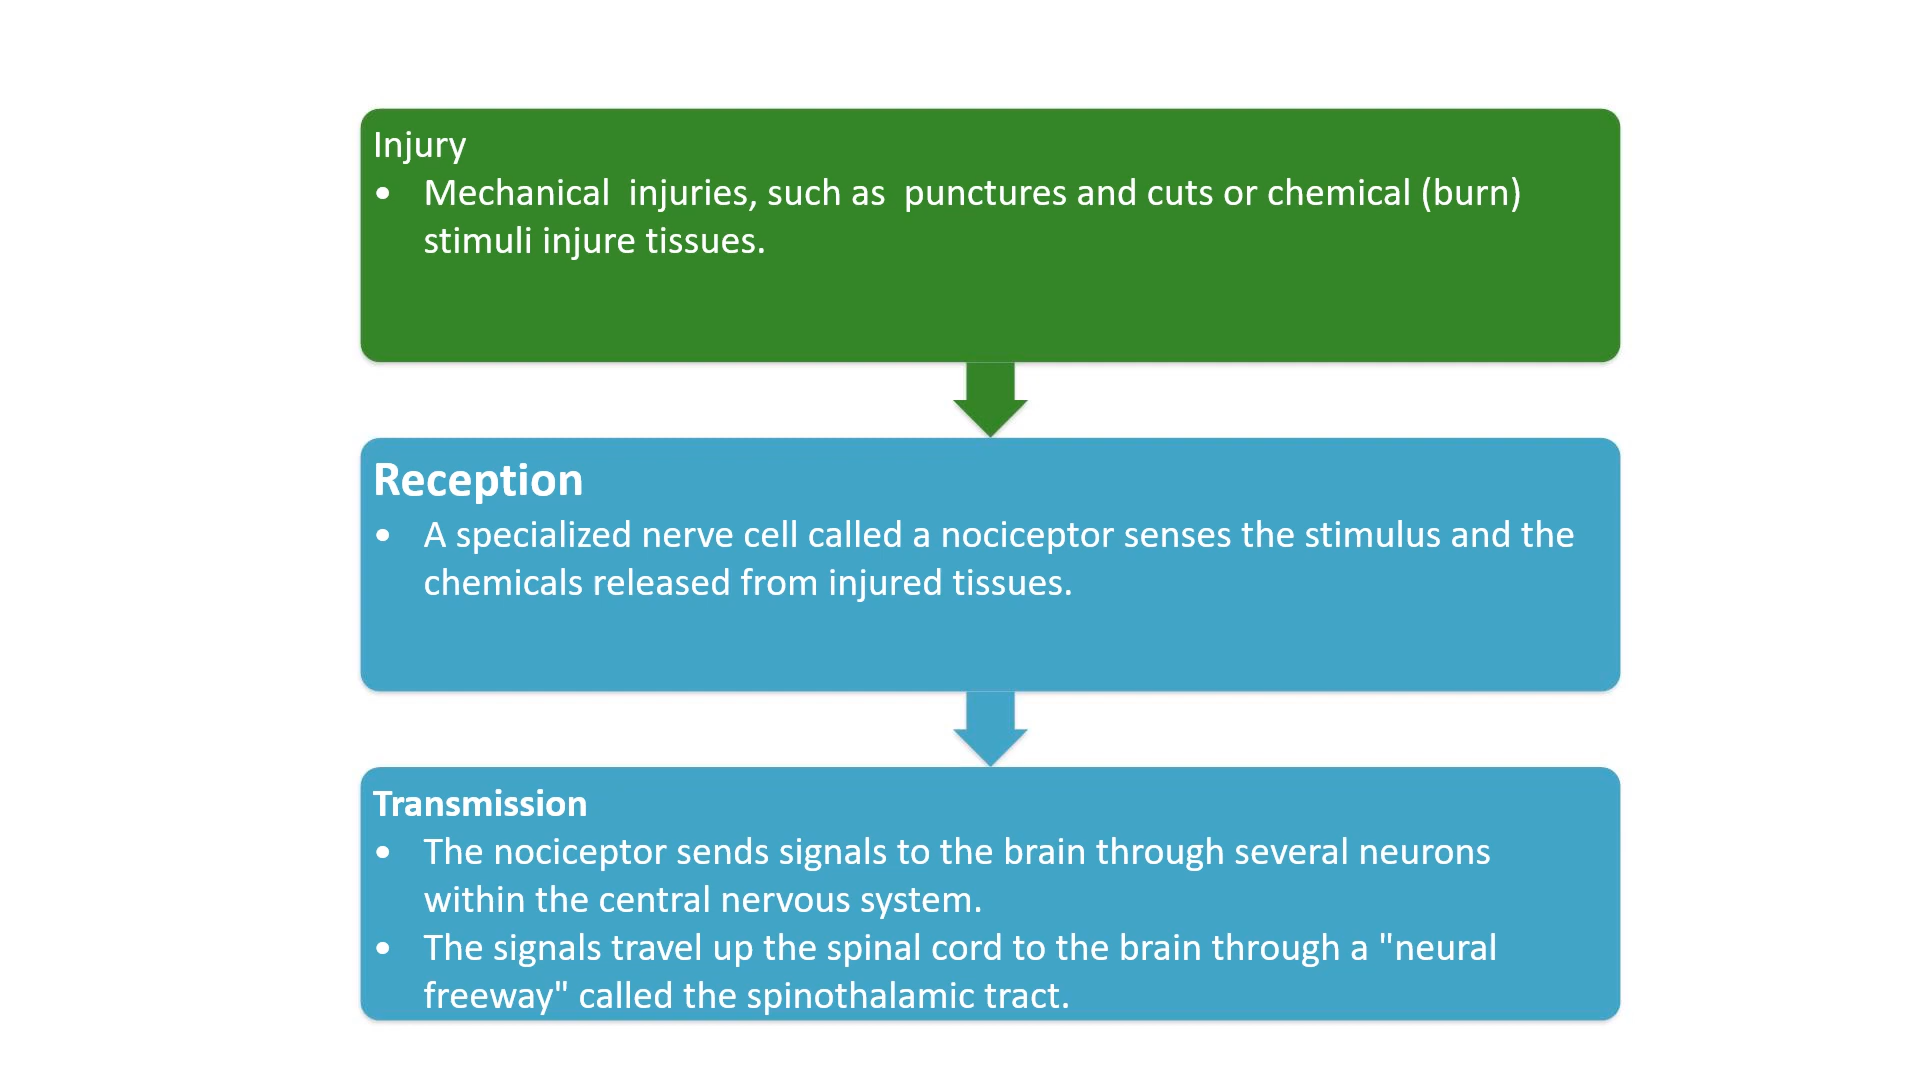 Injury
• Mechanical  injuries, such as  punctures and cuts or chemical (burn)
stimuli injure tissues.
Reception
• A specialized nerve cell called a nociceptor senses the stimulus and the
chemicals released from injured tissues.
Transmission
• The nociceptor sends signals to the brain through several neurons
within the central nervous system.
• The signals travel up the spinal cord to the brain through a "neural
freeway" called the spinothalamic tract.